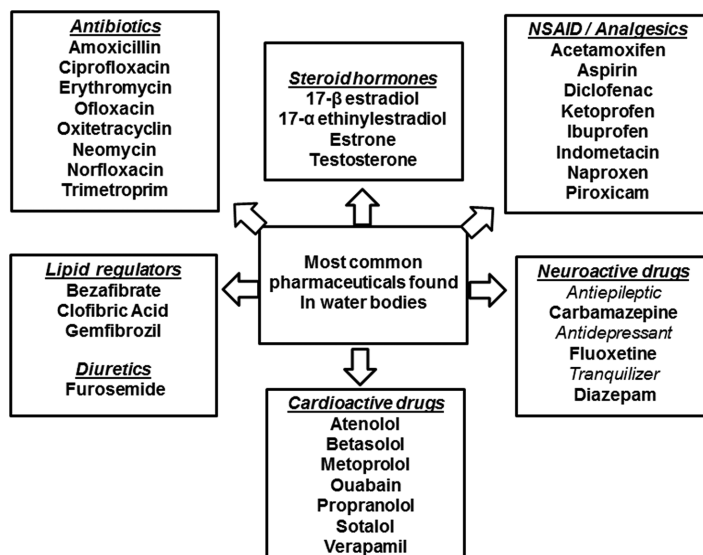 Antibiotics
Amoxicillin
Ciprofloxacin
Erythromycin
Ofloxacin
Oxitetracyclin
Neomycin
Norfloxacin
Trimetroprim
Steroid hormones
17-β estradiol
17-α ethinylestradiol
Estrone
Testosterone
NSAID / Analgesics
Acetamoxifen
Aspirin
Diclofenac
Ketoprofen
Ibuprofen
Indometacin
Naproxen
Piroxicam
Lipid regulators
Bezafibrate
Clofibric Acid
Gemfibrozil
Diuretics
Furosemide
Most common
pharmaceuticals found
In water bodies
Neuroactive drugs
Antiepileptic
Carbamazepine
Antidepressant
Fluoxetine
Tranquilizer
Diazepam
Cardioactive drugs
Atenolol
Betasolol
Metoprolol
Ouabain
Propranolol
Sotalol
Verapamil